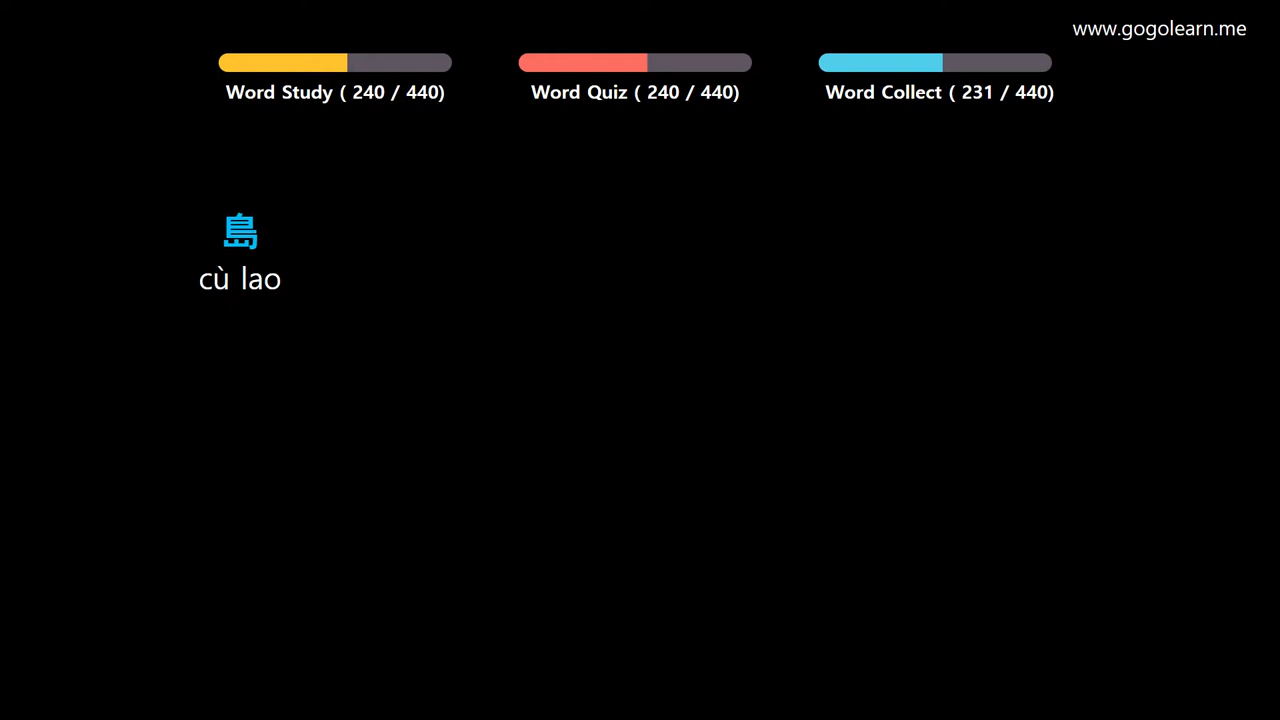 www.gogolearn.me
Word Study ( 240 / 440)
Word Quiz ( 240 / 440)
Word Collect ( 231 / 440)
島
cù lao